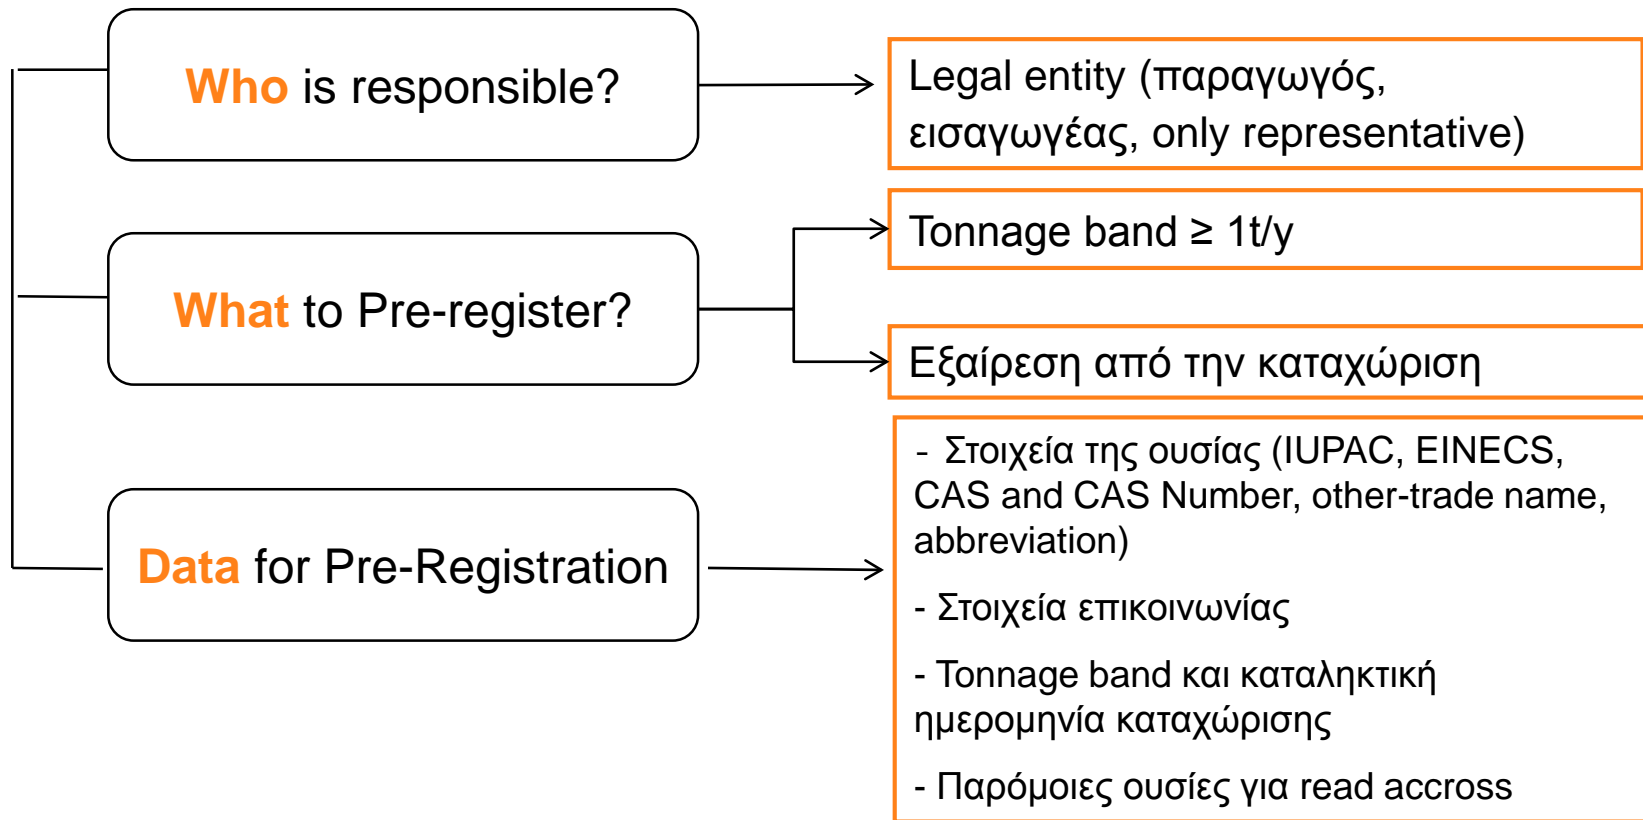 Who is responsible?
Legal entity (παραγωγός,
εισαγωγέας, only representative)
What to Pre-register?
Tonnage band ≥ 1t/y
Εξαίρεση από την καταχώριση
Data for Pre-Registration
- Στοιχεία της ουσίας (IUPAC, EINECS,
CAS and CAS Number, other-trade name,
abbreviation)
- Στοιχεία επικοινωνίας
- Tonnage band και καταληκτική
ημερομηνία καταχώρισης
- Παρόμοιες ουσίες για read accross